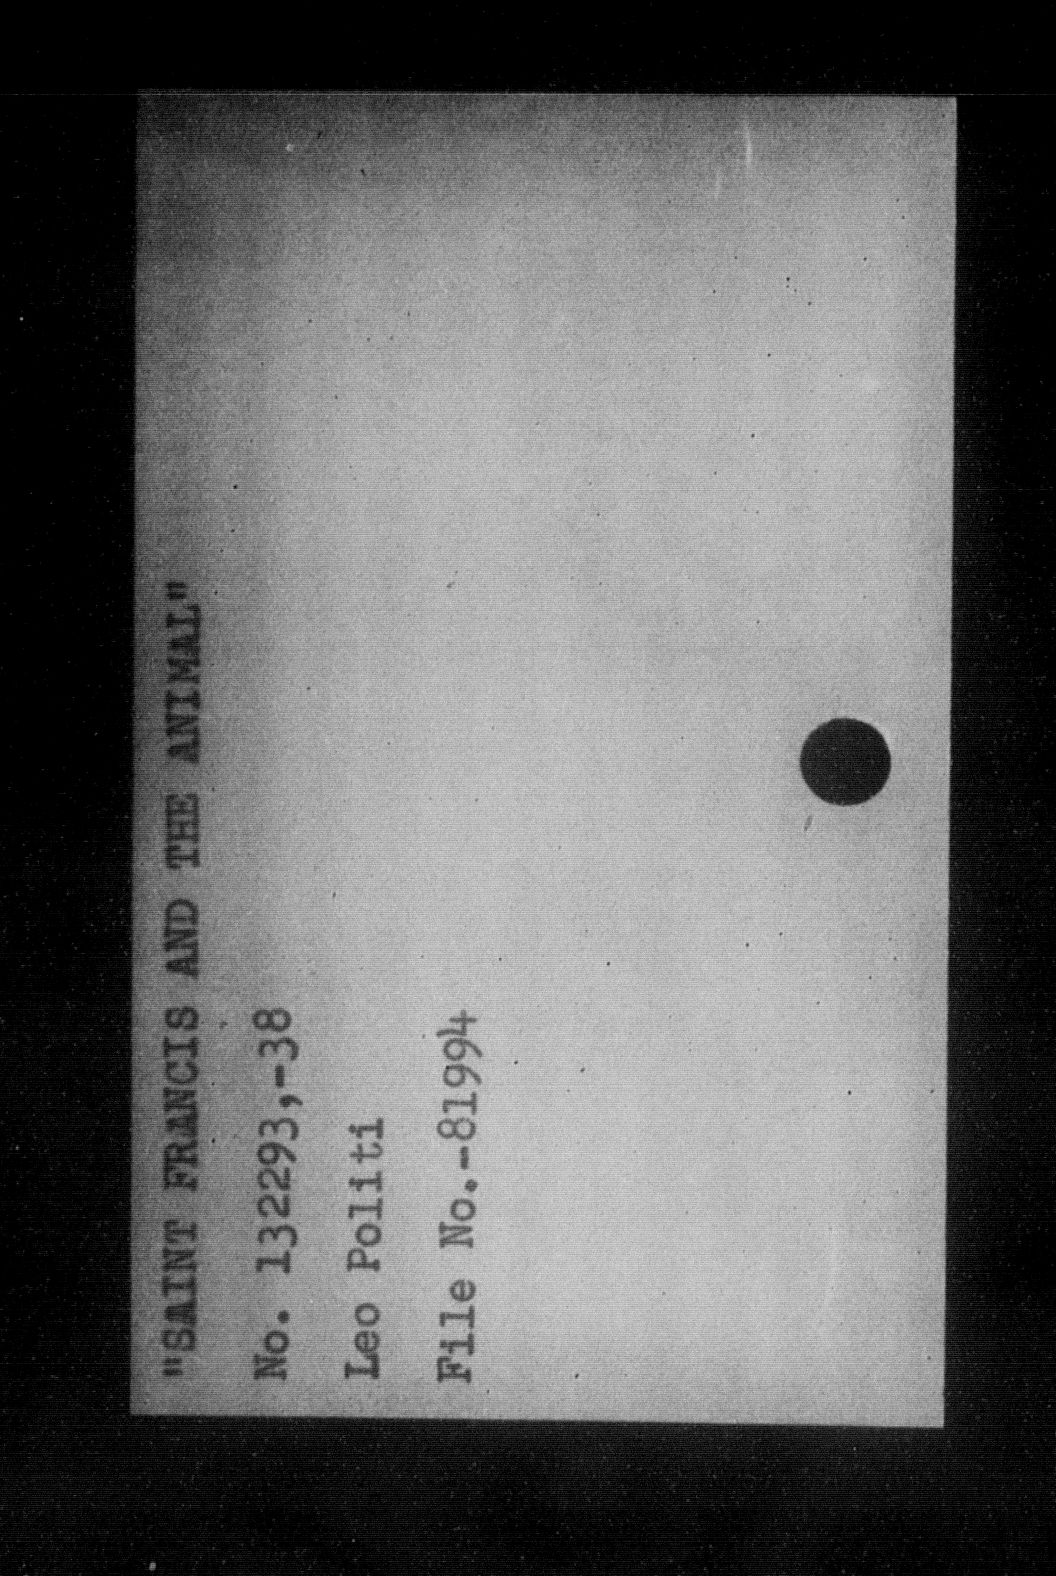 "SAINT FRANCIS AND THE ANIMAL"
No. 132293,-38
Leo Politi
File No.-81994